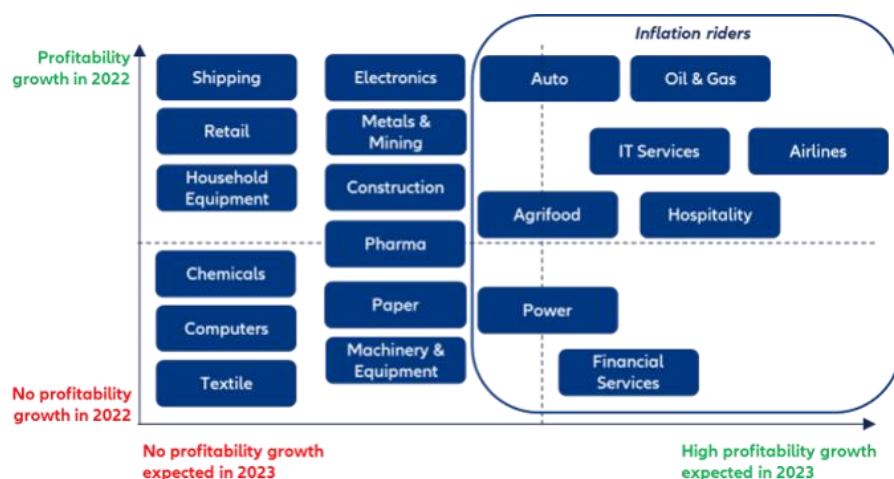 Inflation riders
Profitability
growth in 2022
Shipping
Electronics
Auto
Oil & Gas
Retail
Metals &
Mining
IT Services
Airlines
Household
Equipment
Construction
Agrifood
Hospitality
Pharma
Chemicals
Paper
Power
Computers
Machinery &
Equipment
Financial
Services
Textile
No profitability
growth in 2022
No profitability growth
expected in 2023
High profitability growth
expected in 2023